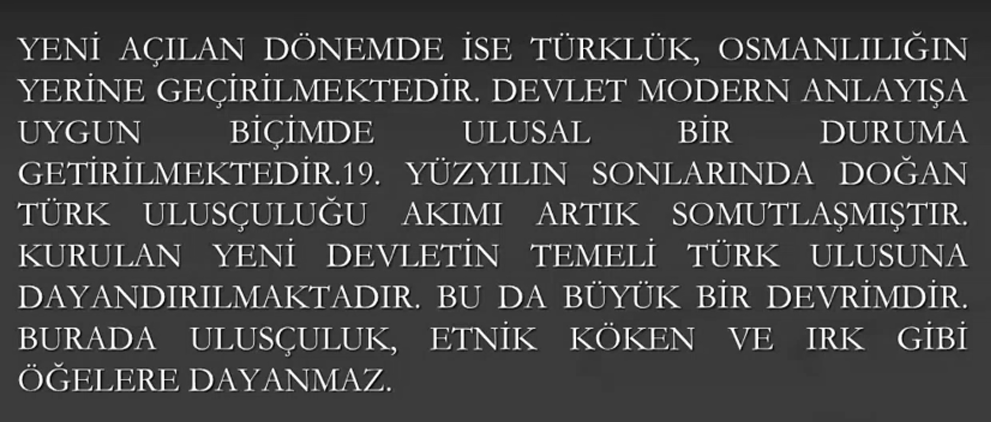 YENİ AÇILAN DÖNEMDE İSE TÜRKLÜK, OSMANLILIĞIN
YERİNE GEÇİRİLMEKTEDİR. DEVLET MODERN ANLAYIŞA
UYGUN BİÇİMDE ULUSAL BİR DURUMA
GETİRİLMEKTEDİR.19. YÜZYILIN SONLARINDA DOĞAN
TÜRK ULUSÇULUĞU AKIMI ARTIK SOMUTLAŞMIŞTIR.
KURULAN YENİ DEVLETİN TEMELİ TÜRK ULUSUNA
DAYANDIRILMAKTADIR. BU DA BÜYÜK BİR DEVRİMDİR.
BURADA ULUSÇULUK, ETNİK KÖKEN VE IRK GİBİ
ÖĞELERE DAYANMAZ.